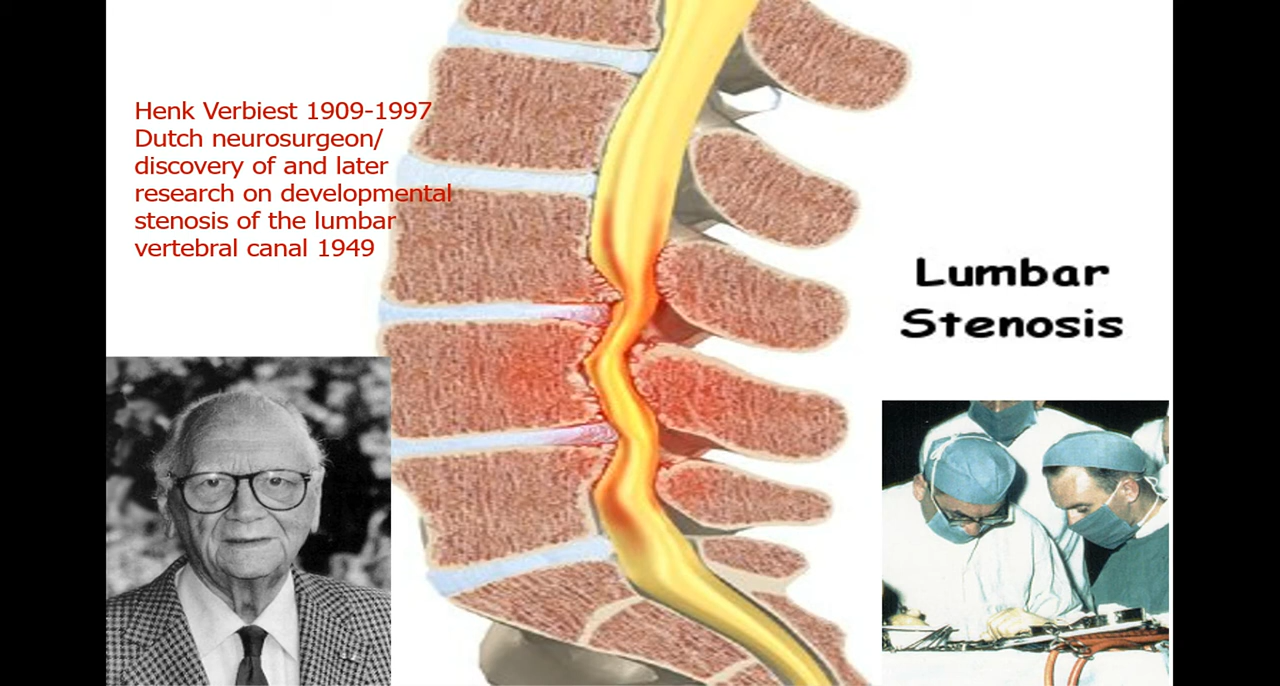 Henk Verbiest 1909-1997
Dutch neurosurgeon/
discovery of and later
research on developmental
stenosis of the lumbar
vertebral canal 1949
Lumbar
Stenosis